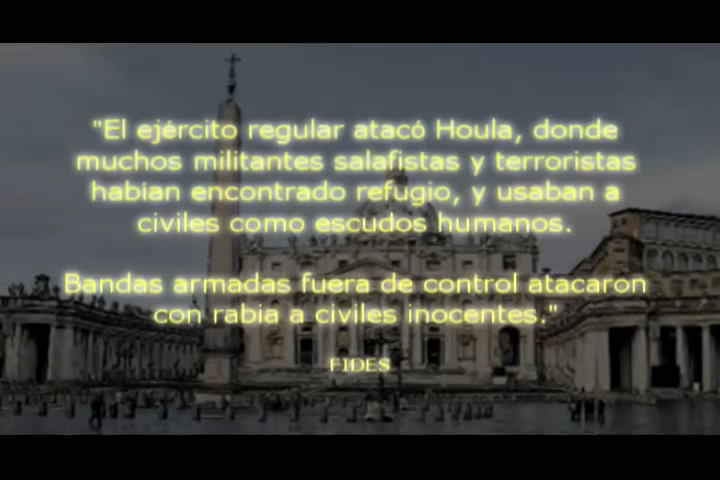 "El ejército regular atacó Houla, donde
muchos militantes salafistas y terroristas
habían encontrado refugio, y usaban a
civiles como escudos humanos.
Bandas armadas fuera de control atacaron
con rabia a civiles inocentes."
FIDES